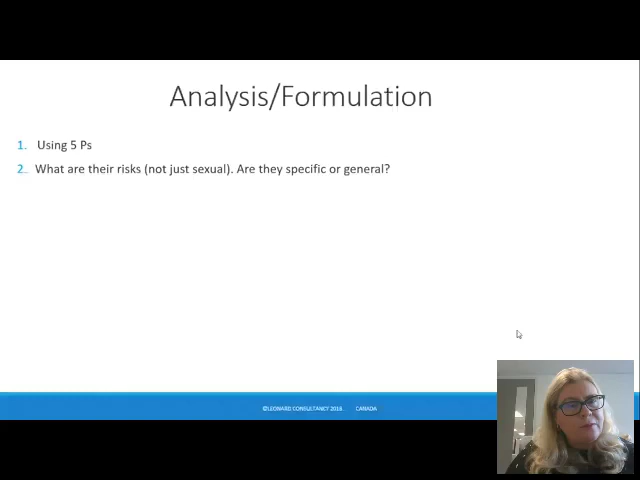 Analysis/Formulation
1. Using 5 Ps
2. What are their risks (not just sexual). Are they specific or general?
©LEONARD CONSULTANCY 2018 CANADA